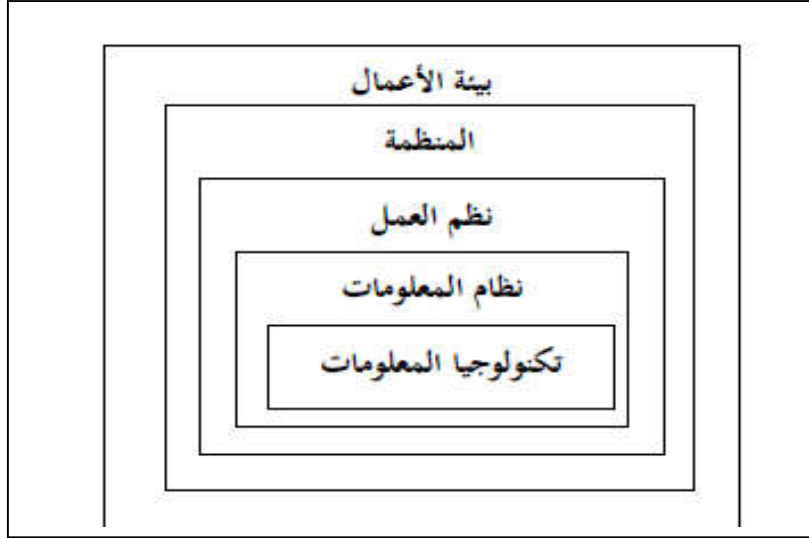 بيئة الأعمال
المنظمة
نظم العمل
نظام المعلومات
تكنولوجيا المعلومات